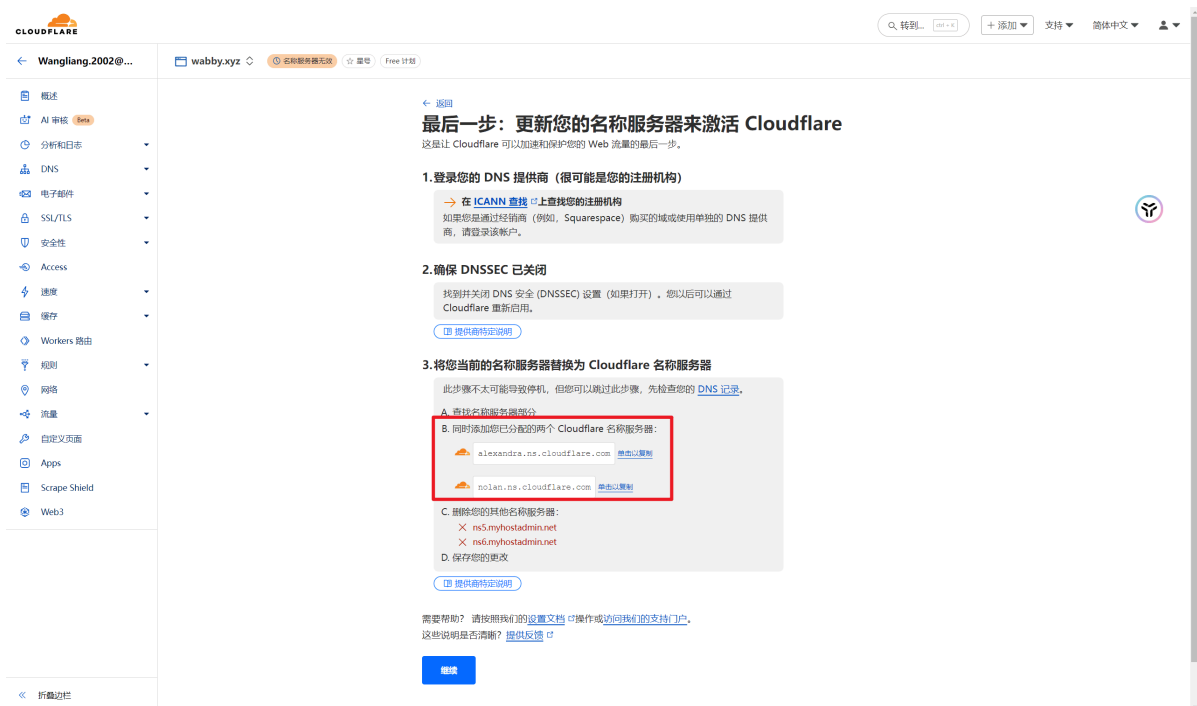 CLOUDFLARE
转到... ctrl + K
+ 添加
支持
简体中文
Wangliang.2002@...
wabby.xyz
名称服务器无效
星号
Free 计划
概述
AI 审核 Beta
分析和日志
DNS
电子邮件
SSL/TLS
安全性
Access
速度
缓存
Workers 路由
规则
网络
流量
自定义页面
Apps
Scrape Shield
Web3
折叠边栏
返回
最后一步：更新您的名称服务器来激活 Cloudflare
这是让 Cloudflare 可以加速和保护您的 Web 流量的最后一步。
1.登录您的 DNS 提供商（很可能是您的注册机构）
在 ICANN 查找 上查找您的注册机构
如果您是通过经销商（例如，Squarespace）购买的域或使用单独的 DNS 提供
商，请登录该帐户。
2.确保 DNSSEC 已关闭
找到并关闭 DNS 安全 (DNSSEC) 设置（如果打开）。您以后可以通过
Cloudflare 重新启用。
提供商特定说明
3.将您当前的名称服务器替换为 Cloudflare 名称服务器
此步骤不太可能导致停机，但您可以跳过此步骤，先检查您的 DNS 记录。
A. 查找名称服务器部分
B. 同时添加您已分配的两个 Cloudflare 名称服务器：
alexandra.ns.cloudflare.com 单击以复制
nolan.ns.cloudflare.com 单击以复制
C. 删除您的其他名称服务器：
ns5.myhostadmin.net
ns6.myhostadmin.net
D. 保存您的更改
提供商特定说明
需要帮助？ 请按照我们的设置文档 操作或访问我们的支持门户。
这些说明是否清晰？提供反馈
继续